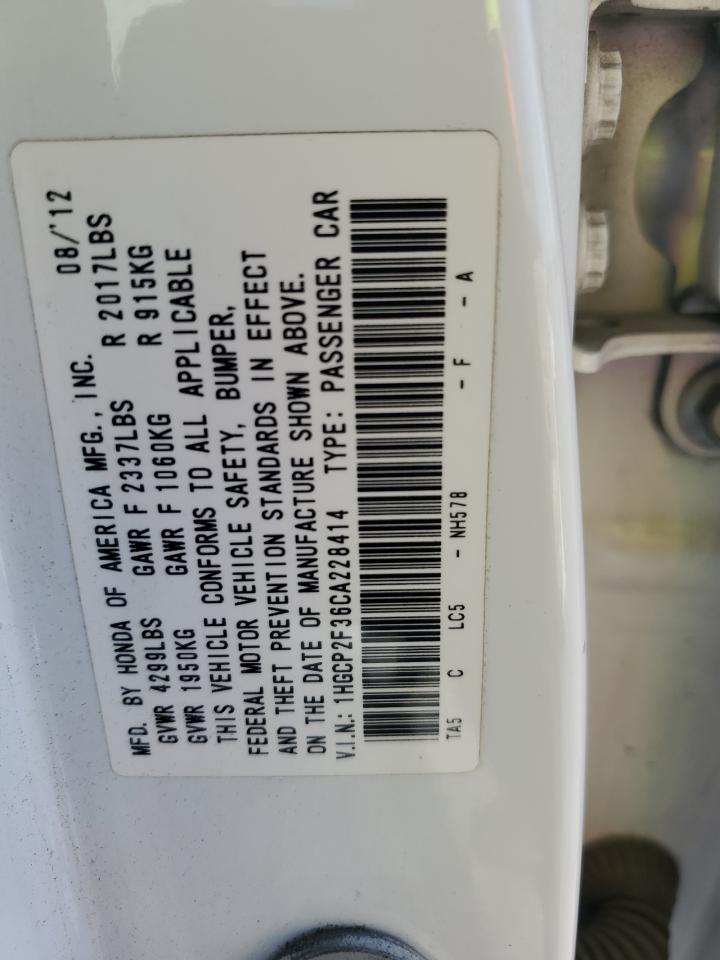 MFD. BY HONDA OF AMERICA MFG., INC. 08/'12
GVWR 4299LBS GAWR F 2337LBS R 2017LBS
GVWR 1950KG GAWR F 1060KG R 915KG
THIS VEHICLE CONFORMS TO ALL APPLICABLE
FEDERAL MOTOR VEHICLE SAFETY, BUMPER,
AND THEFT PREVENTION STANDARDS IN EFFECT
ON THE DATE OF MANUFACTURE SHOWN ABOVE.
V.I.N.: 1HGCP2F36CA228414 TYPE: PASSENGER CAR
TA5 C LC5 - NH578 - F - A